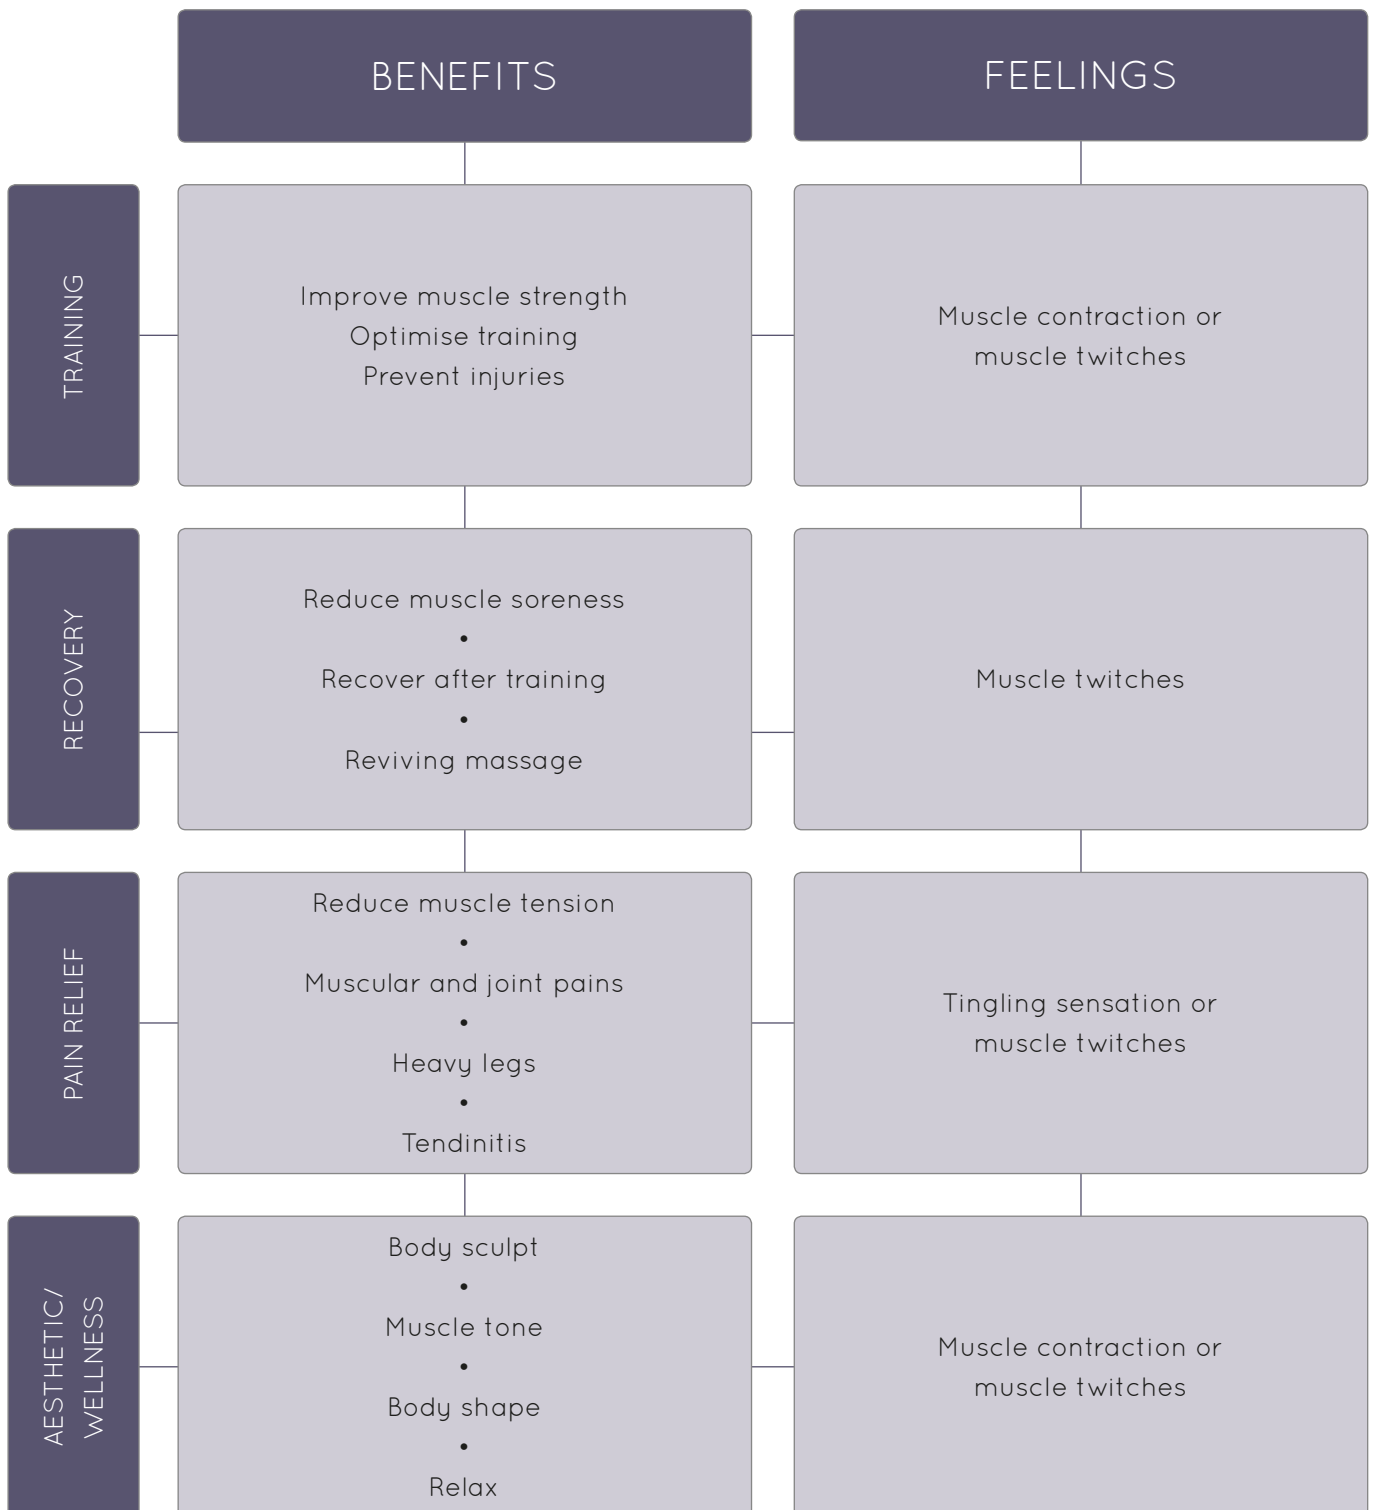 BENEFITS
FEELINGS
TRAINING
Improve muscle strength
Optimise training
Prevent injuries
Muscle contraction or
muscle twitches
RECOVERY
Reduce muscle soreness
•
Recover after training
•
Reviving massage
Muscle twitches
PAIN RELIEF
Reduce muscle tension
•
Muscular and joint pains
•
Heavy legs
•
Tendinitis
Tingling sensation or
muscle twitches
AESTHETIC/
WELLNESS
Body sculpt
•
Muscle tone
•
Body shape
•
Relax
Muscle contraction or
muscle twitches